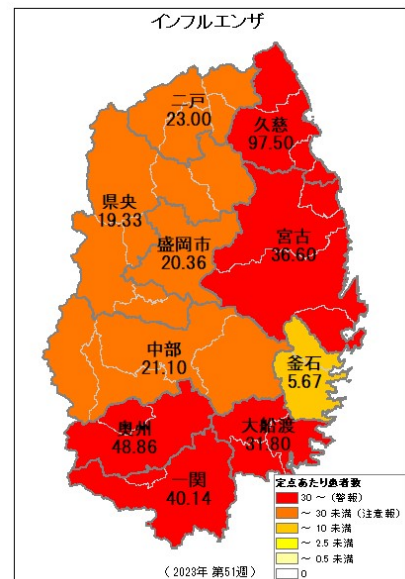 インフルエンザ
二戸
23.00
久慈
97.50
県央
19.33
盛岡市
20.36
宮古
36.60
中部
21.10
釜石
5.67
奥州
48.86
大船渡
31.80
一関
40.14
定点あたり患者数
30 ～ (警報)
～ 30 未満 (注意報)
～ 10 未満
～ 2.5 未満
～ 0.5 未満
0
( 2023年 第51週 )